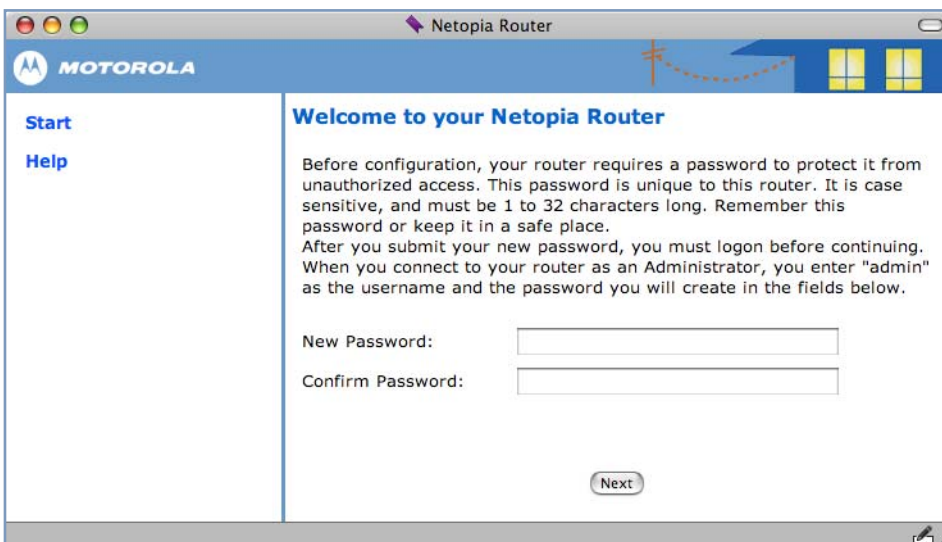 Netopia Router
MOTOROLA
Start
Help
Welcome to your Netopia Router
Before configuration, your router requires a password to protect it from
unauthorized access. This password is unique to this router. It is case
sensitive, and must be 1 to 32 characters long. Remember this
password or keep it in a safe place.
After you submit your new password, you must logon before continuing.
When you connect to your router as an Administrator, you enter "admin"
as the username and the password you will create in the fields below.
New Password:
Confirm Password:
Next